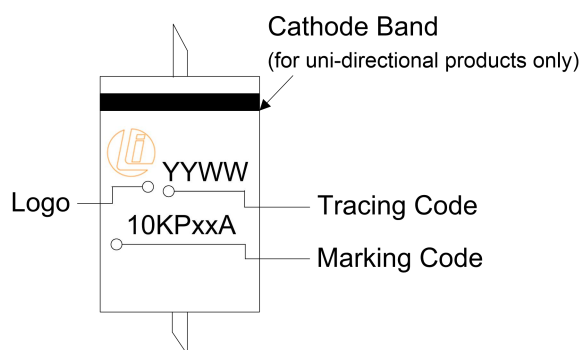 Cathode Band
(for uni-directional products only)
YYWW
Logo
Tracing Code
10KPxxA
Marking Code